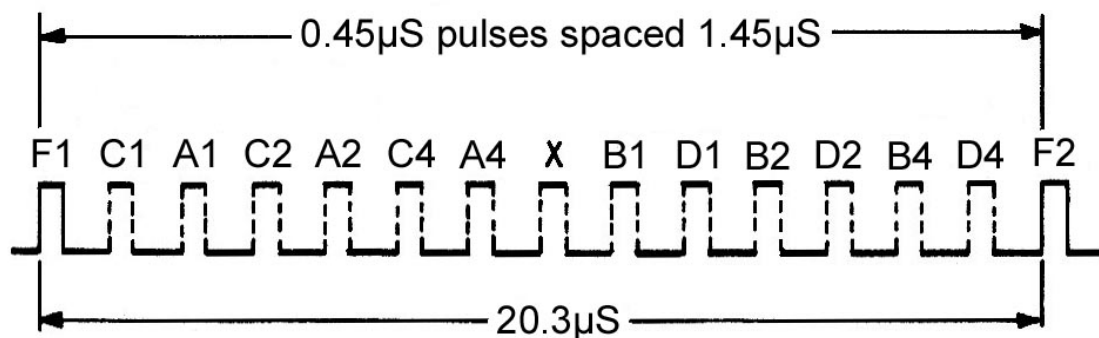 0.45µS pulses spaced 1.45µS
F1 C1 A1 C2 A2 C4 A4 X B1 D1 B2 D2 B4 D4 F2
20.3µS